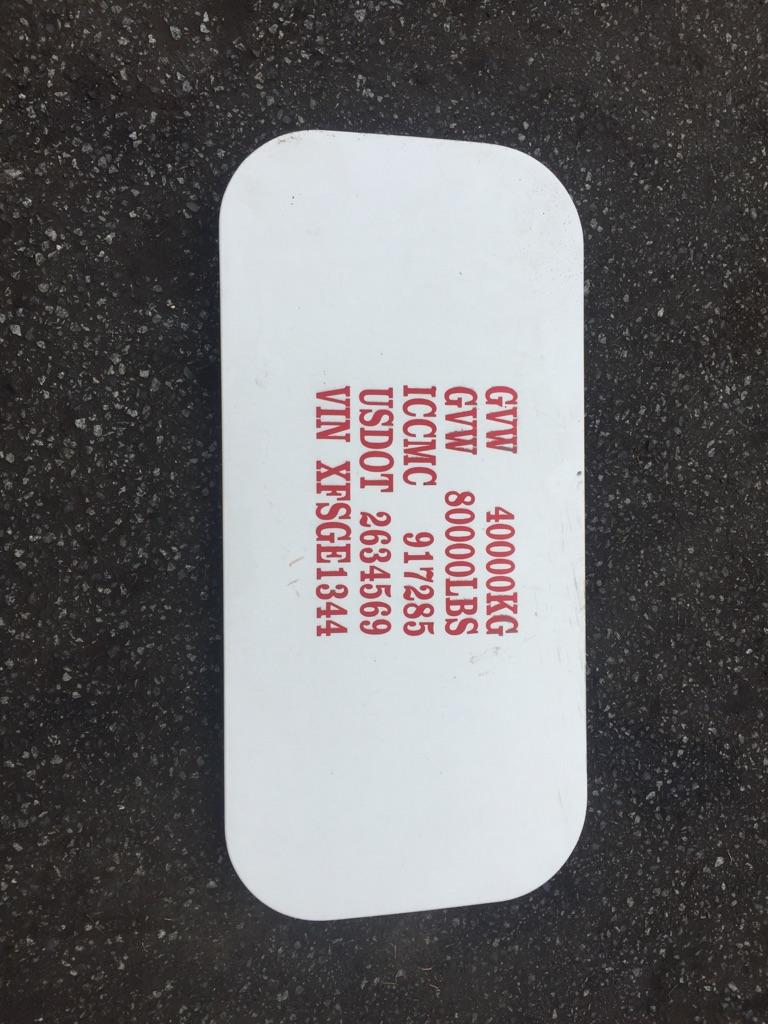 GVW 40000KG
GVW 80000LBS
ICCMC 917285
USDOT 2634569
VIN XFSGE1344